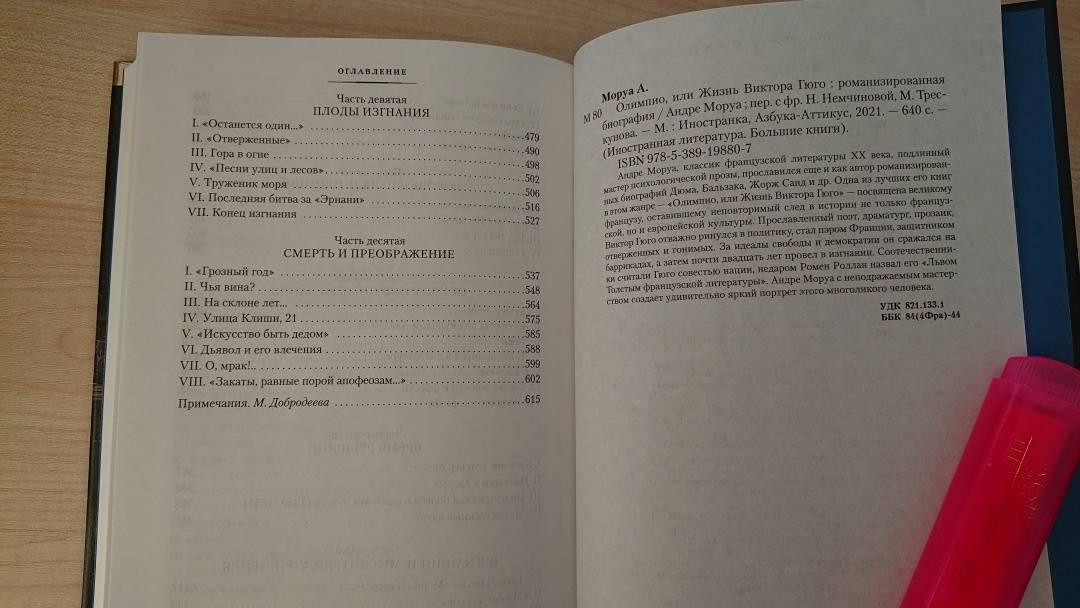 ОГЛАВЛЕНИЕ
Часть девятая
ПЛОДЫ ИЗГНАНИЯ
I. «Останется один...» 479
II. «Отверженные» 490
III. Гора в огне 498
IV. «Песни улиц и лесов» 502
V. Труженик моря 506
VI. Последняя битва за «Эрнани» 516
VII. Конец изгнания 527
Часть десятая
СМЕРТЬ И ПРЕОБРАЖЕНИЕ
I. «Грозный год» 537
II. Чья вина? 548
III. На склоне лет... 564
IV. Улица Клиши, 21 575
V. «Искусство быть дедом» 585
VI. Дьявол и его влечения 588
VII. О, мрак!.. 599
VIII. «Закаты, равные порой апофеозам...» 602
Примечания. М. Добродеева 615
Моруа А.
М 80 Олимпио, или Жизнь Виктора Гюго : романизированная
биография / Андре Моруа ; пер. с фр. Н. Немчиновой, М. Трес-
кунова. — М. : Иностранка, Азбука-Аттикус, 2021. — 640 с. —
(Иностранная литература. Большие книги).
ISBN 978-5-389-19880-7
Андре Моруа, классик французской литературы XX века, подлинный
мастер психологической прозы, прославился еще и как автор романизирован-
ных биографий Дюма, Бальзака, Жорж Санд и др. Одна из лучших его книг
в этом жанре — «Олимпио, или Жизнь Виктора Гюго» — посвящена великому
французу, оставившему неповторимый след в истории не только француз-
ской, но и европейской культуры. Прославленный поэт, драматург, прозаик,
Виктор Гюго отважно ринулся в политику, стал пэром Франции, защитником
отверженных и гонимых. За идеалы свободы и демократии он сражался на
баррикадах, а затем почти двадцать лет провел в изгнании. Соотечественни-
ки считали Гюго совестью нации, недаром Ромен Роллан назвал его «Львом
Толстым французской литературы». Андре Моруа с неподражаемым мастер-
ством создает удивительно яркий портрет этого многоликого человека.
УДК 821.133.1
ББК 84(4Фра)-44